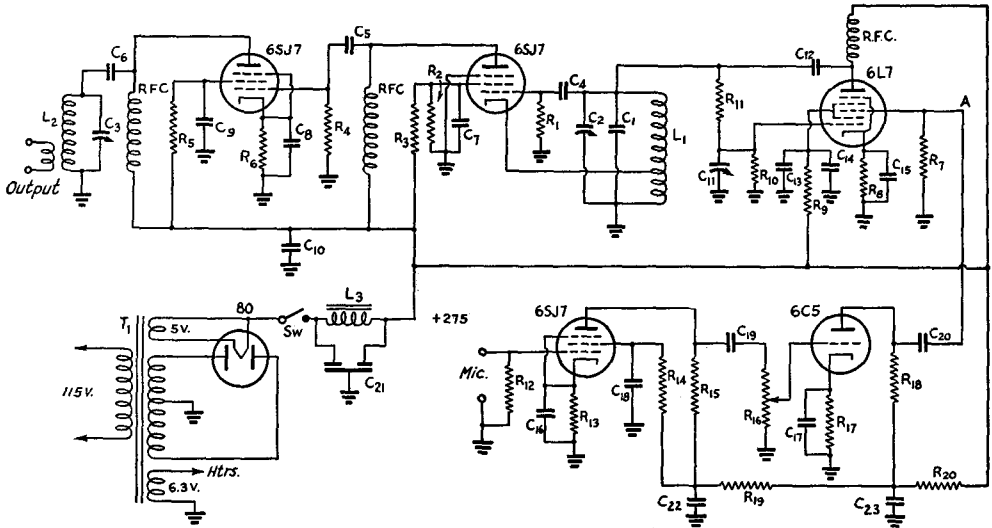 C6
6SJ7
C5
6SJ7
C12
R.F.C.
6L7
L2
C3
RFC
R5
C9
R6
C8
R4
RFC
R3
R2
C7
C4
R1
C2
C1
L1
R11
C11
R10
C13
C14
R9
R8
C15
R7
A
Output
C10
T1
5V.
80
Sw
L3
+275
C21
115V.
Htrs.
6.3V.
Mic.
6SJ7
R12
C16
R13
C18
R14
R15
C19
R16
6C5
C17
R17
R18
C20
C22
R19
C23
R20